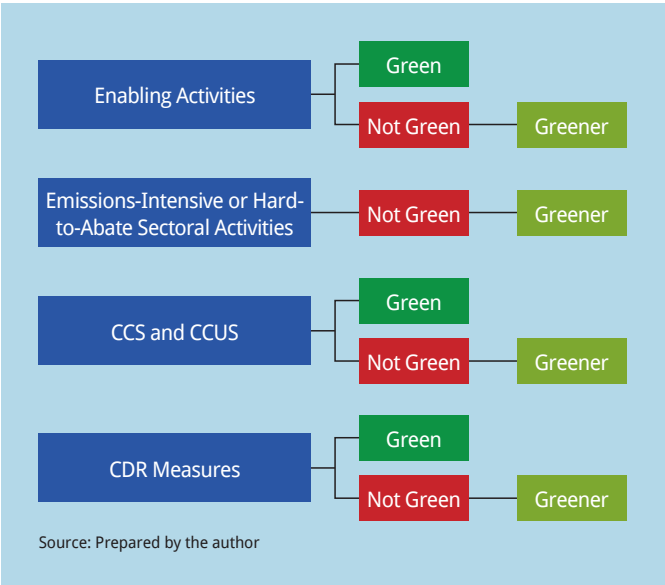 Enabling Activities
Green
Not Green
Greener
Emissions-Intensive or Hard-
to-Abate Sectoral Activities
Not Green
Greener
CCS and CCUS
Green
Not Green
Greener
CDR Measures
Green
Not Green
Greener
Source: Prepared by the author